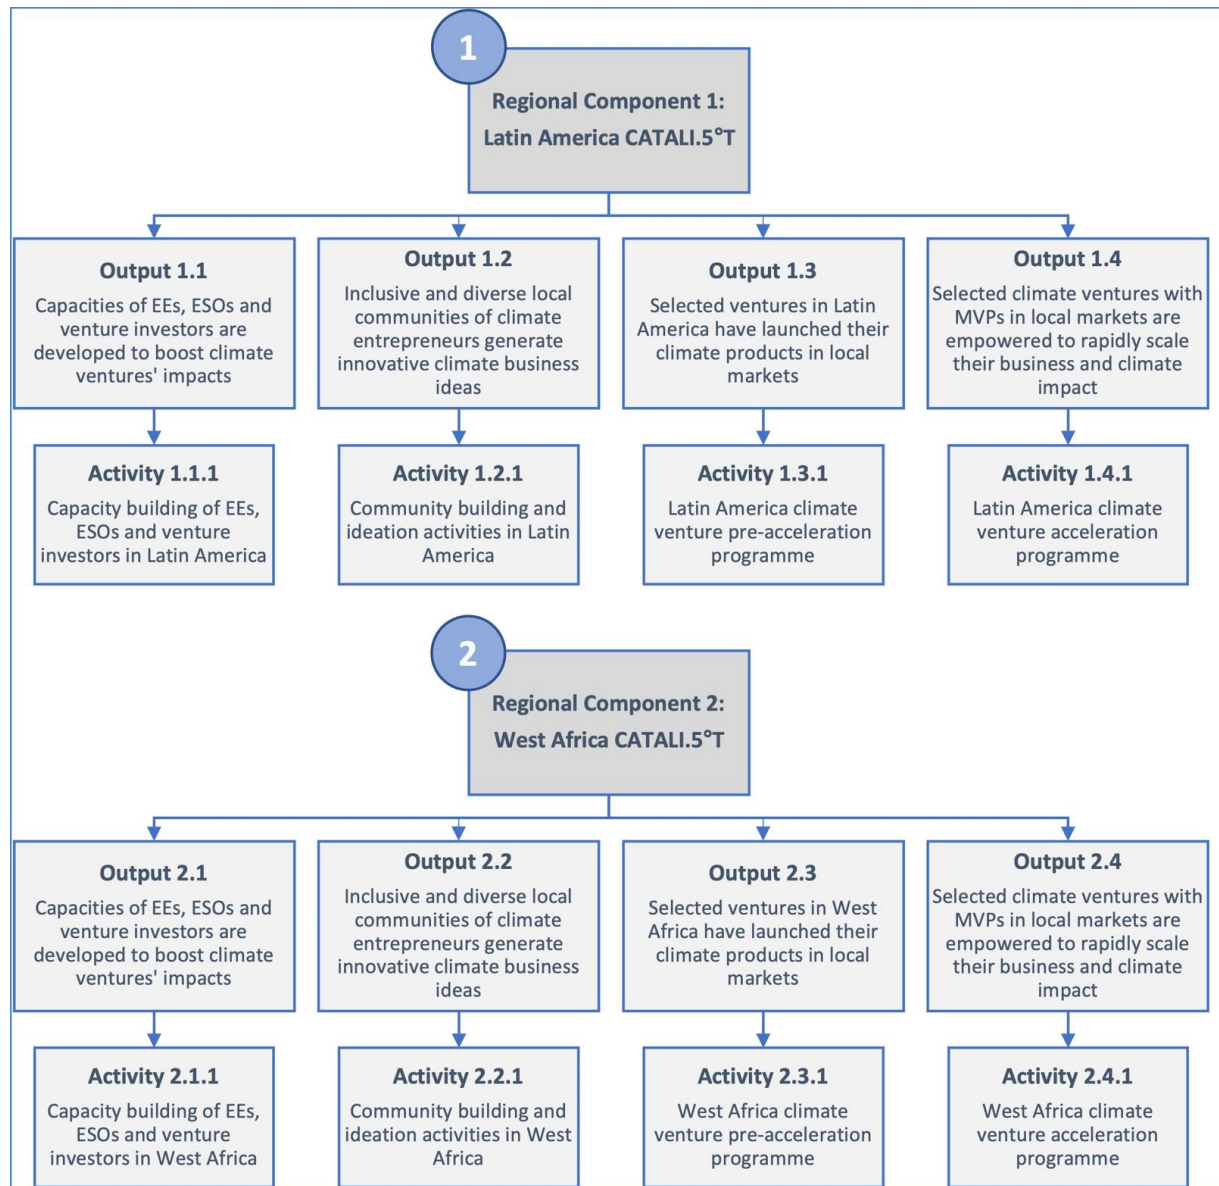 1
Regional Component 1:
Latin America CATALI.5°T
Output 1.1
Capacities of EEs, ESOs and
venture investors are
developed to boost climate
ventures' impacts
Output 1.2
Inclusive and diverse local
communities of climate
entrepreneurs generate
innovative climate business
ideas
Output 1.3
Selected ventures in Latin
America have launched their
climate products in local
markets
Output 1.4
Selected climate ventures with
MVPs in local markets are
empowered to rapidly scale
their business and climate
impact
Activity 1.1.1
Capacity building of EEs,
ESOs and venture
investors in Latin America
Activity 1.2.1
Community building and
ideation activities in Latin
America
Activity 1.3.1
Latin America climate
venture pre-acceleration
programme
Activity 1.4.1
Latin America climate
venture acceleration
programme
2
Regional Component 2:
West Africa CATALI.5°T
Output 2.1
Capacities of EEs, ESOs and
venture investors are
developed to boost climate
ventures' impacts
Output 2.2
Inclusive and diverse local
communities of climate
entrepreneurs generate
innovative climate business
ideas
Output 2.3
Selected ventures in West
Africa have launched their
climate products in local
markets
Output 2.4
Selected climate ventures with
MVPs in local markets are
empowered to rapidly scale
their business and climate
impact
Activity 2.1.1
Capacity building of EEs,
ESOs and venture
investors in West Africa
Activity 2.2.1
Community building and
ideation activities in West
Africa
Activity 2.3.1
West Africa climate
venture pre-acceleration
programme
Activity 2.4.1
West Africa climate
venture acceleration
programme